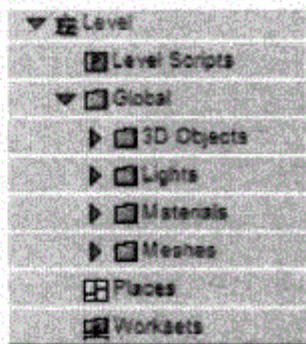 Level
Level Scripts
Global
3D Objects
Lights
Materials
Meshes
Places
Worksets